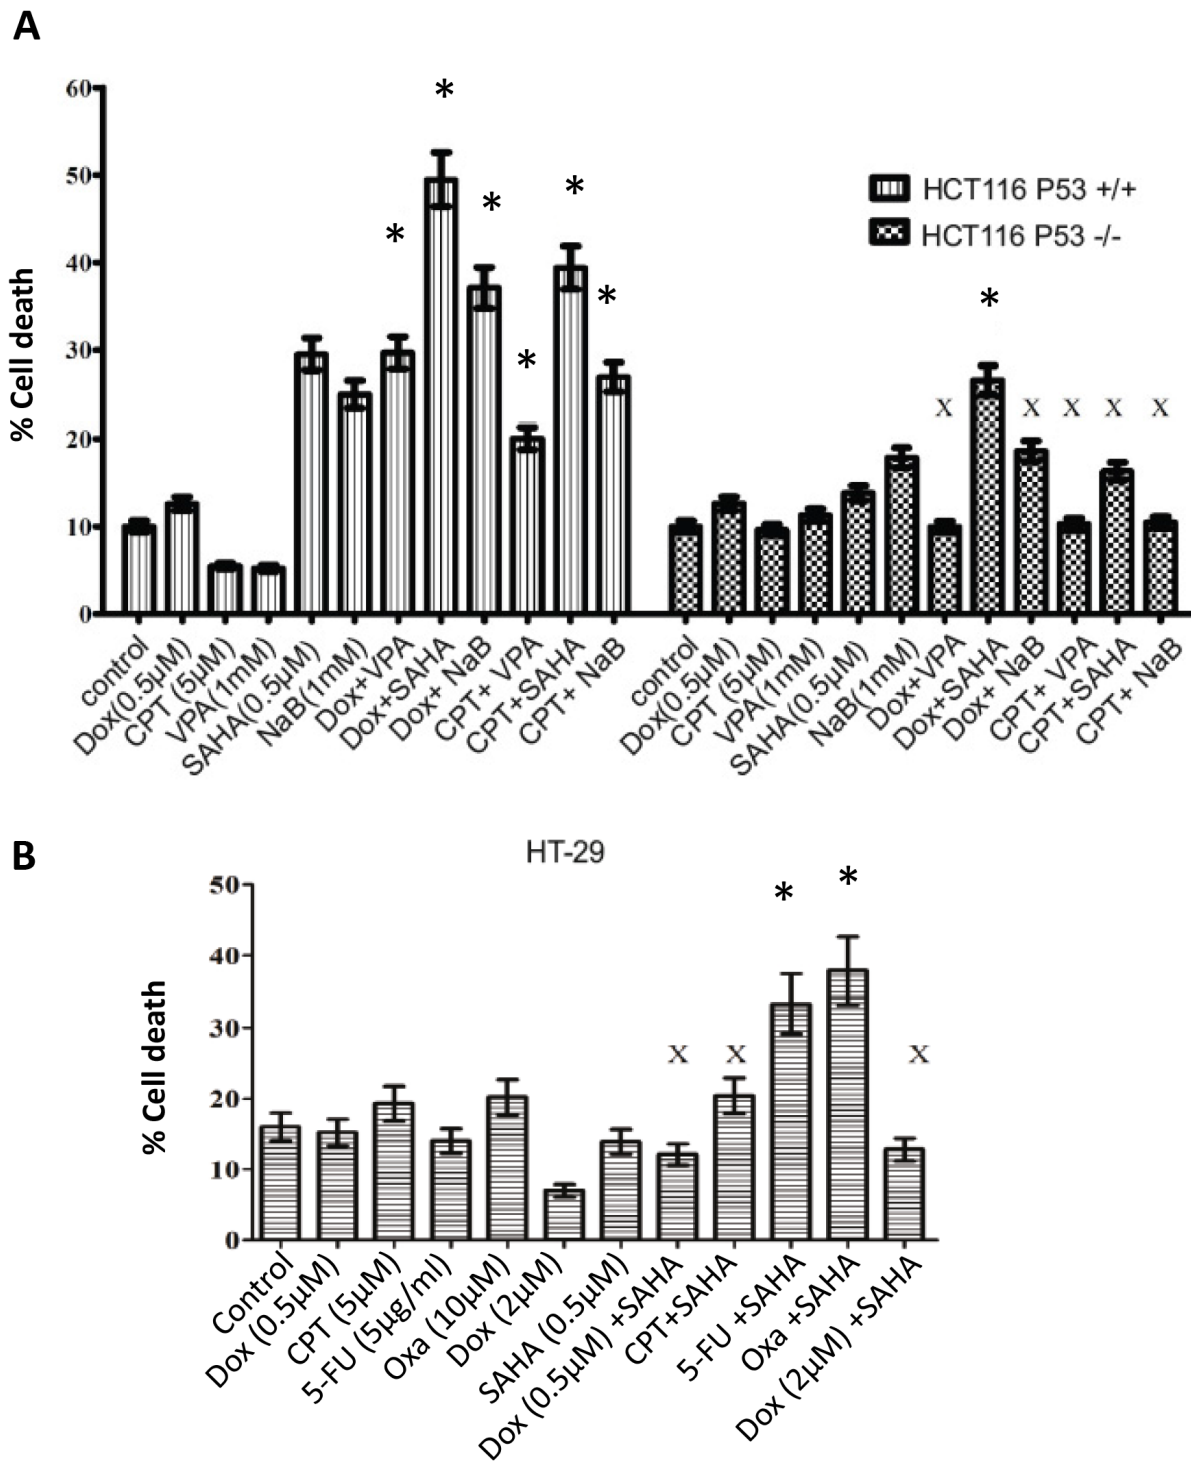 A
60
50
40
30
20
10
0
% Cell death
* * * * * * *
HCT116 P53 +/+
HCT116 P53 -/-
* x x x x x
control
Dox(0.5µM)
CPT (5µM)
VPA(1mM)
SAHA(0.5µM)
NaB(1mM)
Dox+VPA
Dox+SAHA
Dox+ NaB
CPT+ VPA
CPT+SAHA
CPT+ NaB
control
Dox(0.5µM)
CPT (5µM)
VPA(1mM)
SAHA(0.5µM)
NaB(1mM)
Dox+VPA
Dox+SAHA
Dox+ NaB
CPT+ VPA
CPT+SAHA
CPT+ NaB
B
HT-29
50
40
30
20
10
0
% Cell death
x x * * x
Control
Dox (0.5µM)
CPT (5µM)
5-FU (5µg/ml)
Oxa (10µM)
Dox (2µM)
SAHA (0.5µM)
Dox (0.5µM) +SAHA
CPT+SAHA
5-FU +SAHA
Oxa +SAHA
Dox (2µM) +SAHA